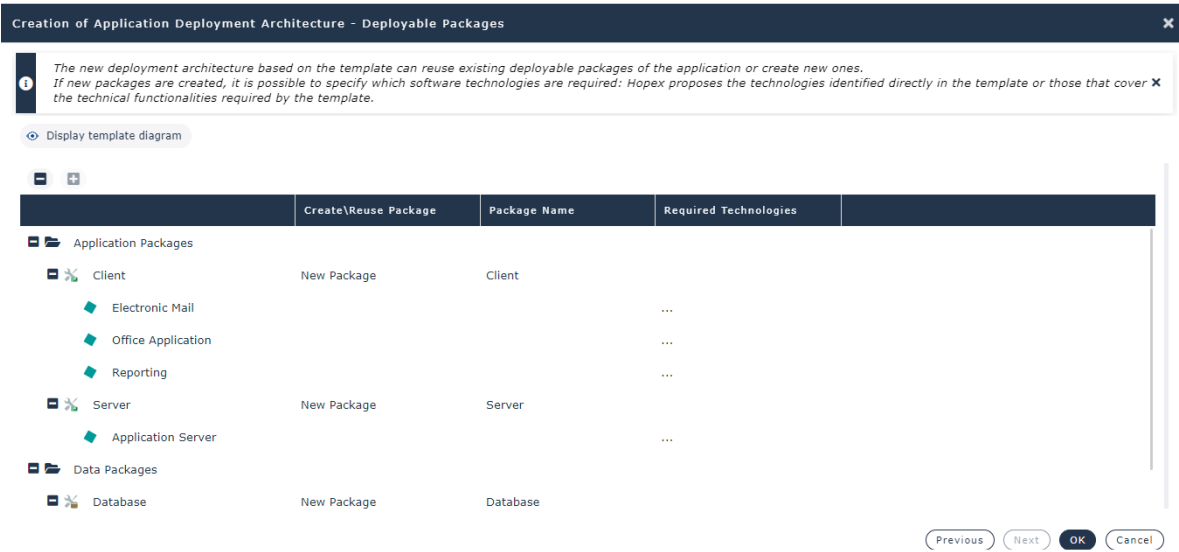 Creation of Application Deployment Architecture - Deployable Packages
The new deployment architecture based on the template can reuse existing deployable packages of the application or create new ones.
If new packages are created, it is possible to specify which software technologies are required: Hopex proposes the technologies identified directly in the template or those that cover
the technical functionalities required by the template.
Display template diagram
Create\Reuse Package Package Name Required Technologies
Application Packages
Client New Package Client
Electronic Mail ...
Office Application ...
Reporting ...
Server New Package Server
Application Server ...
Data Packages
Database New Package Database
Previous Next OK Cancel